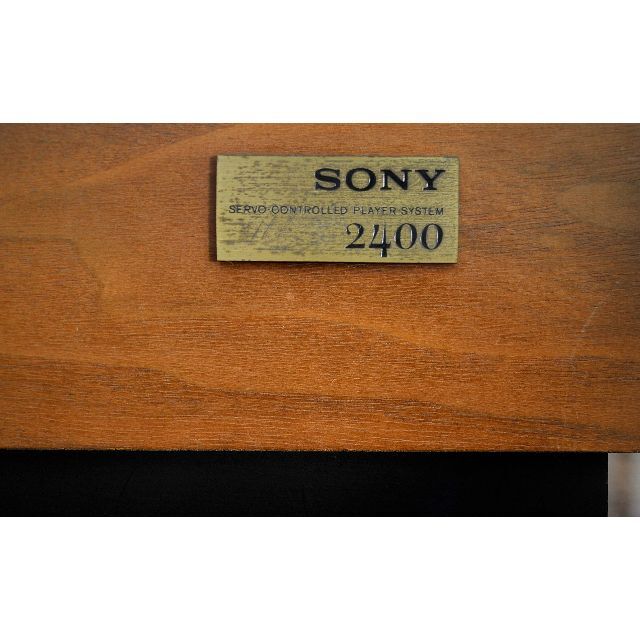 SONY
SERVO-CONTROLLED PLAYER SYSTEM
2400